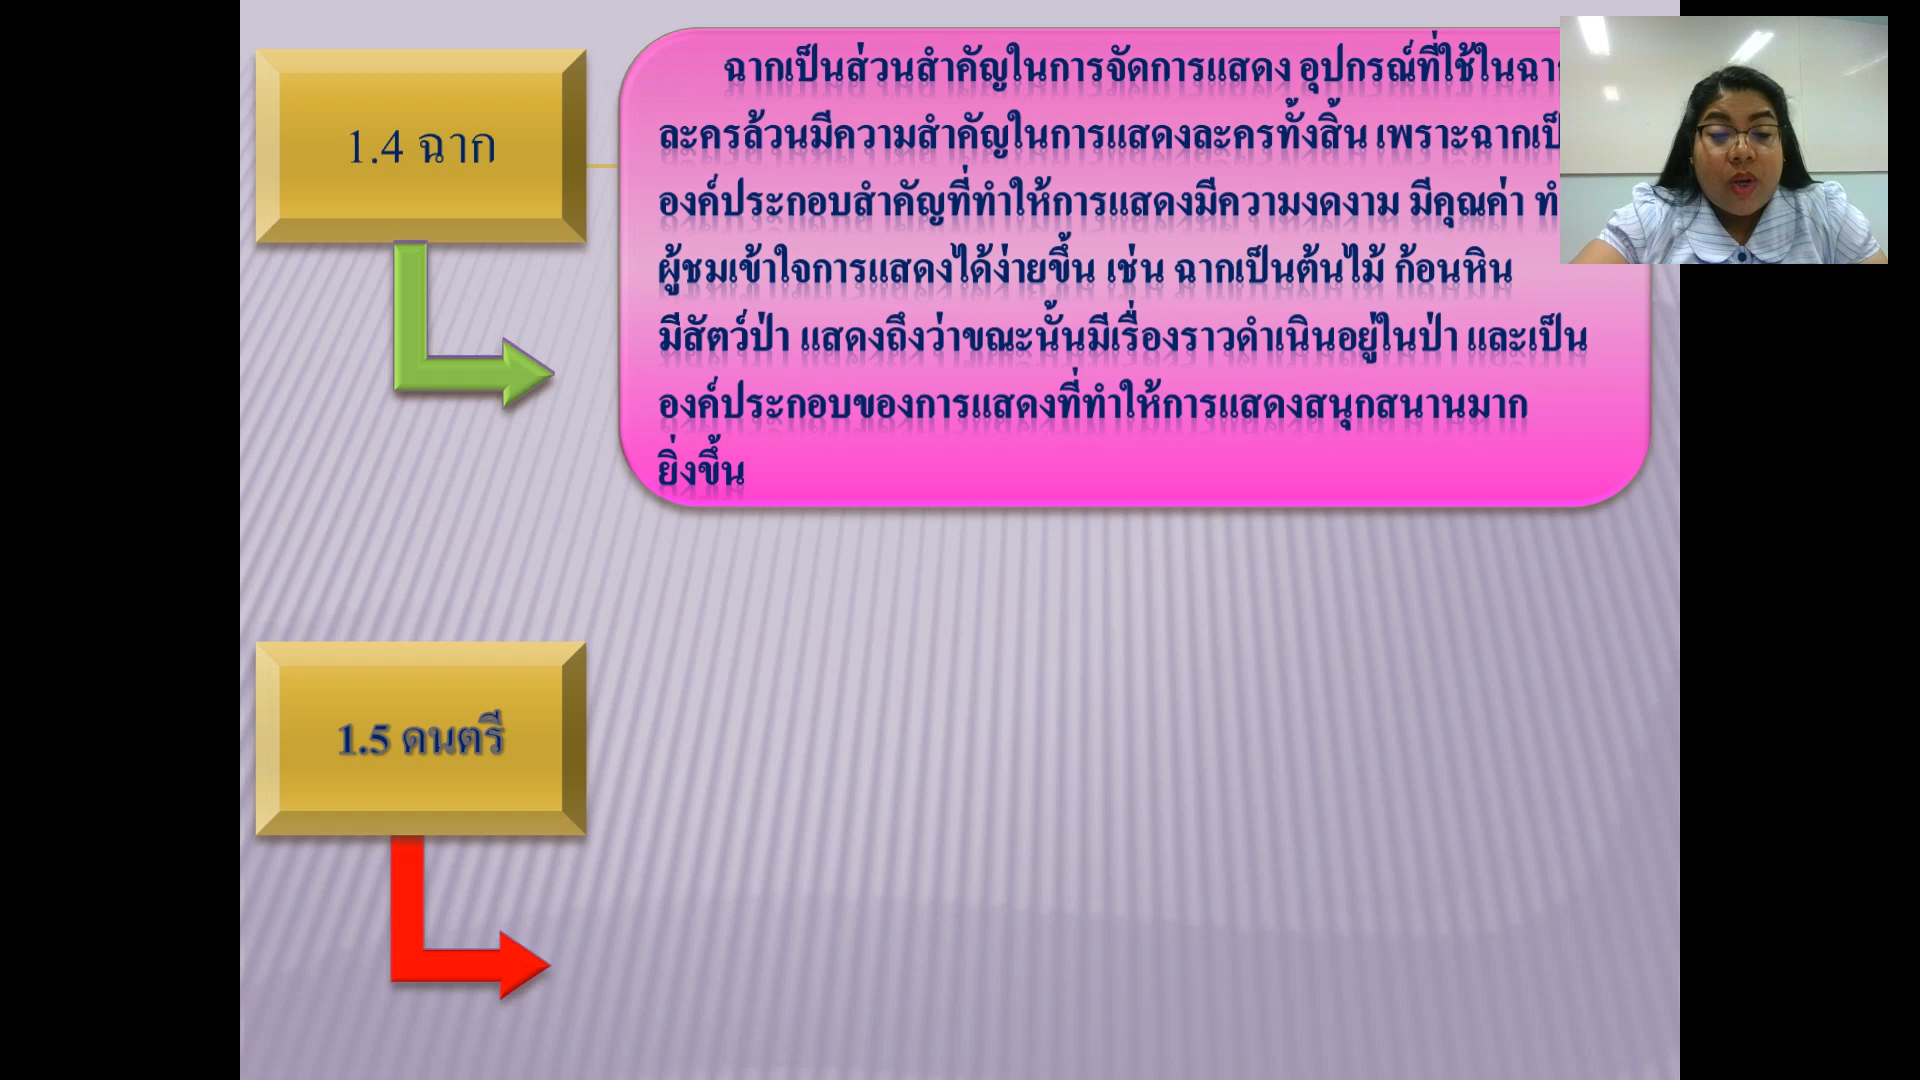 1.4 ฉาก
ฉากเป็นส่วนสำคัญในการจัดการแสดง อุปกรณ์ที่ใช้ในฉา
ละครล้วนมีความสำคัญในการแสดงละครทั้งสิ้น เพราะฉากเป็
องค์ประกอบสำคัญที่ทำให้การแสดงมีความงดงาม มีคุณค่า ทำ
ผู้ชมเข้าใจการแสดงได้ง่ายขึ้น เช่น ฉากเป็นต้นไม้ ก้อนหิน
มีสัตว์ป่า แสดงถึงว่าขณะนั้นมีเรื่องราวดำเนินอยู่ในป่า และเป็น
องค์ประกอบของการแสดงที่ทำให้การแสดงสนุกสนานมาก
ยิ่งขึ้น
1.5 ดนตรี